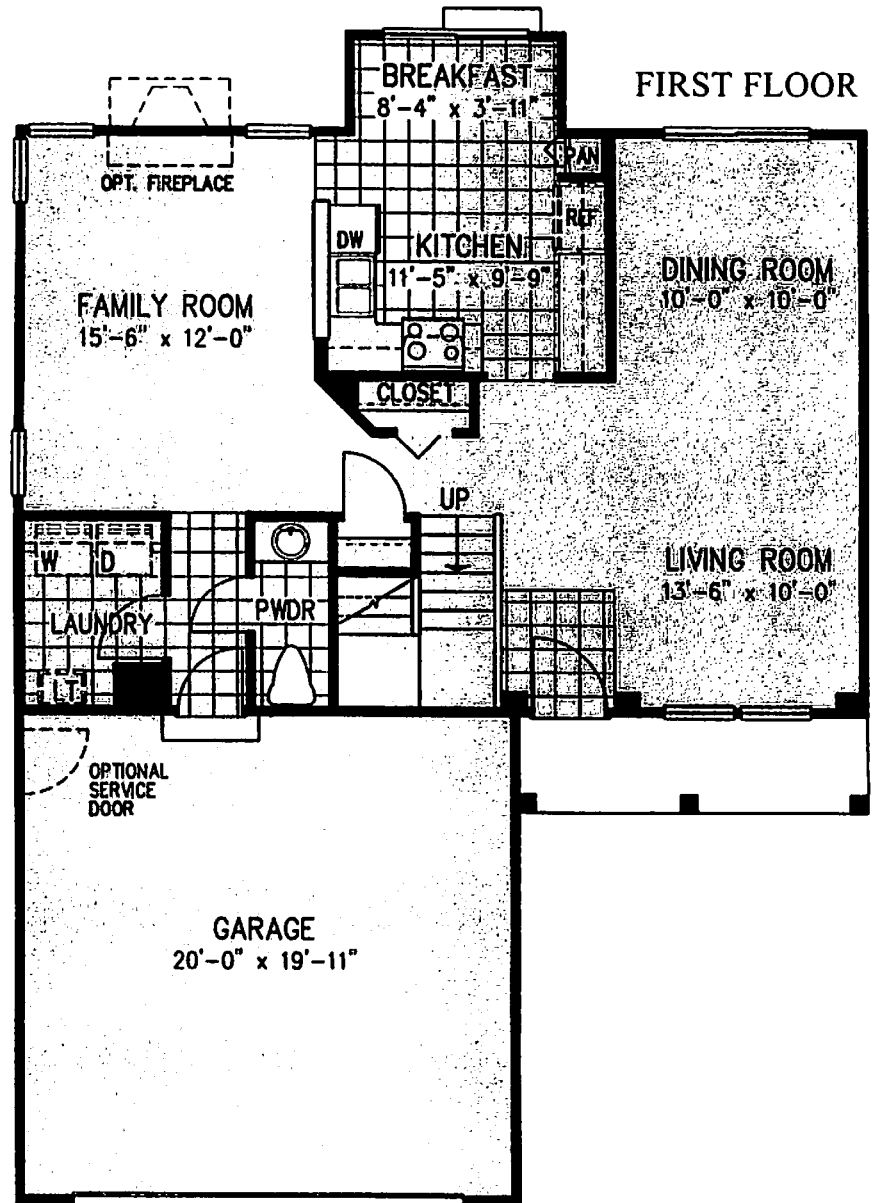 FIRST FLOOR
BREAKFAST
8'-4" x 3'-11"
PAN
OPT. FIREPLACE
REF
DW
KITCHEN
11'-5" x 9'-9"
DINING ROOM
10'-0" x 10'-0"
FAMILY ROOM
15'-6" x 12'-0"
CLOSET
UP
W
D
LIVING ROOM
13'-6" x 10'-0"
LAUNDRY
PWDR
LT
OPTIONAL
SERVICE
DOOR
GARAGE
20'-0" x 19'-11"